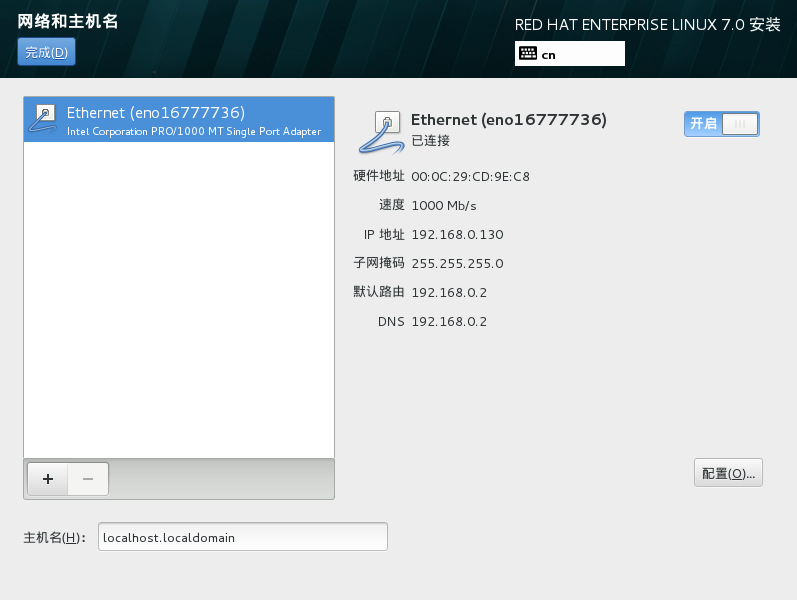 网络和主机名
RED HAT ENTERPRISE LINUX 7.0 安装
完成(D)
cn
Ethernet (eno16777736)
Intel Corporation PRO/1000 MT Single Port Adapter
Ethernet (eno16777736)
已连接
开启
硬件地址 00:0C:29:CD:9E:C8
速度 1000 Mb/s
IP 地址 192.168.0.130
子网掩码 255.255.255.0
默认路由 192.168.0.2
DNS 192.168.0.2
+ −
配置(O)...
主机名(H): localhost.localdomain